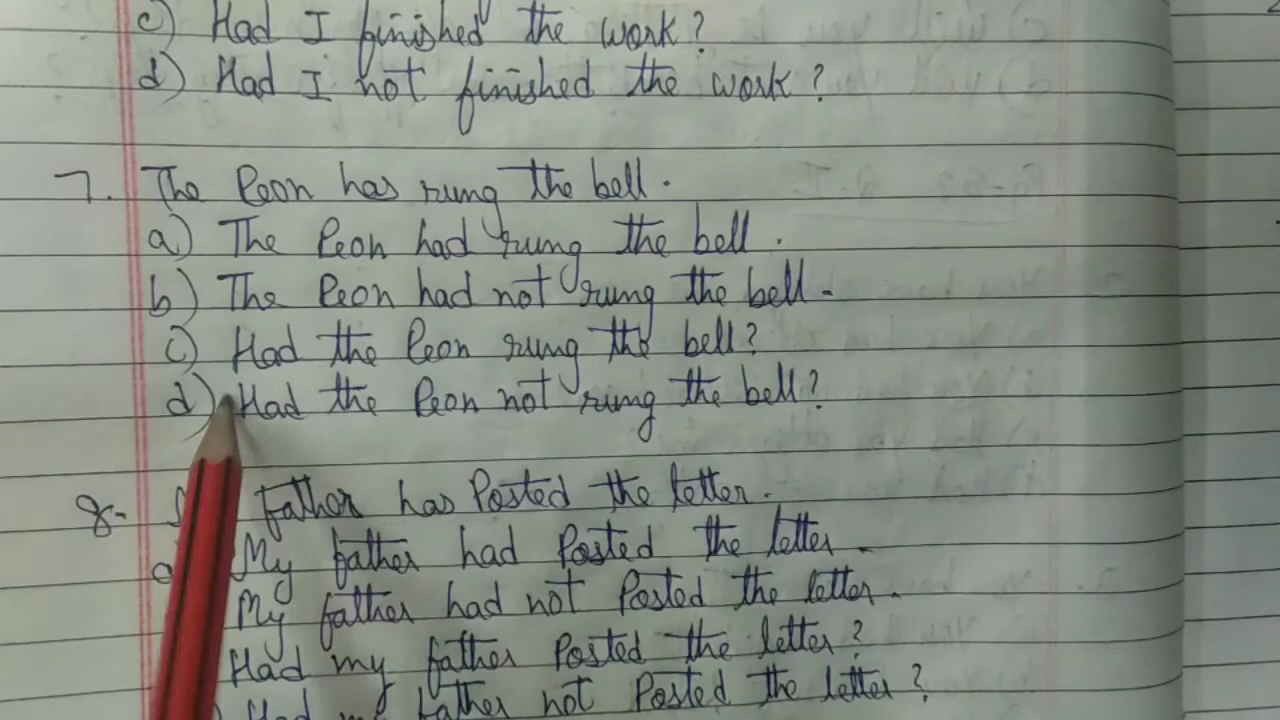 c) Had I finished the work?
d) Had I not finished the work?
7. The Peon has rung the bell.
a) The Peon had rung the bell.
b) The Peon had not rung the bell.
c) Had the Peon rung the bell?
d) Had the Peon not rung the bell?
8. father has Posted the letter.
a My father had Posted the letter.
My father had not Posted the letter.
Had my father Posted the letter?
Had my father not Posted the letter?